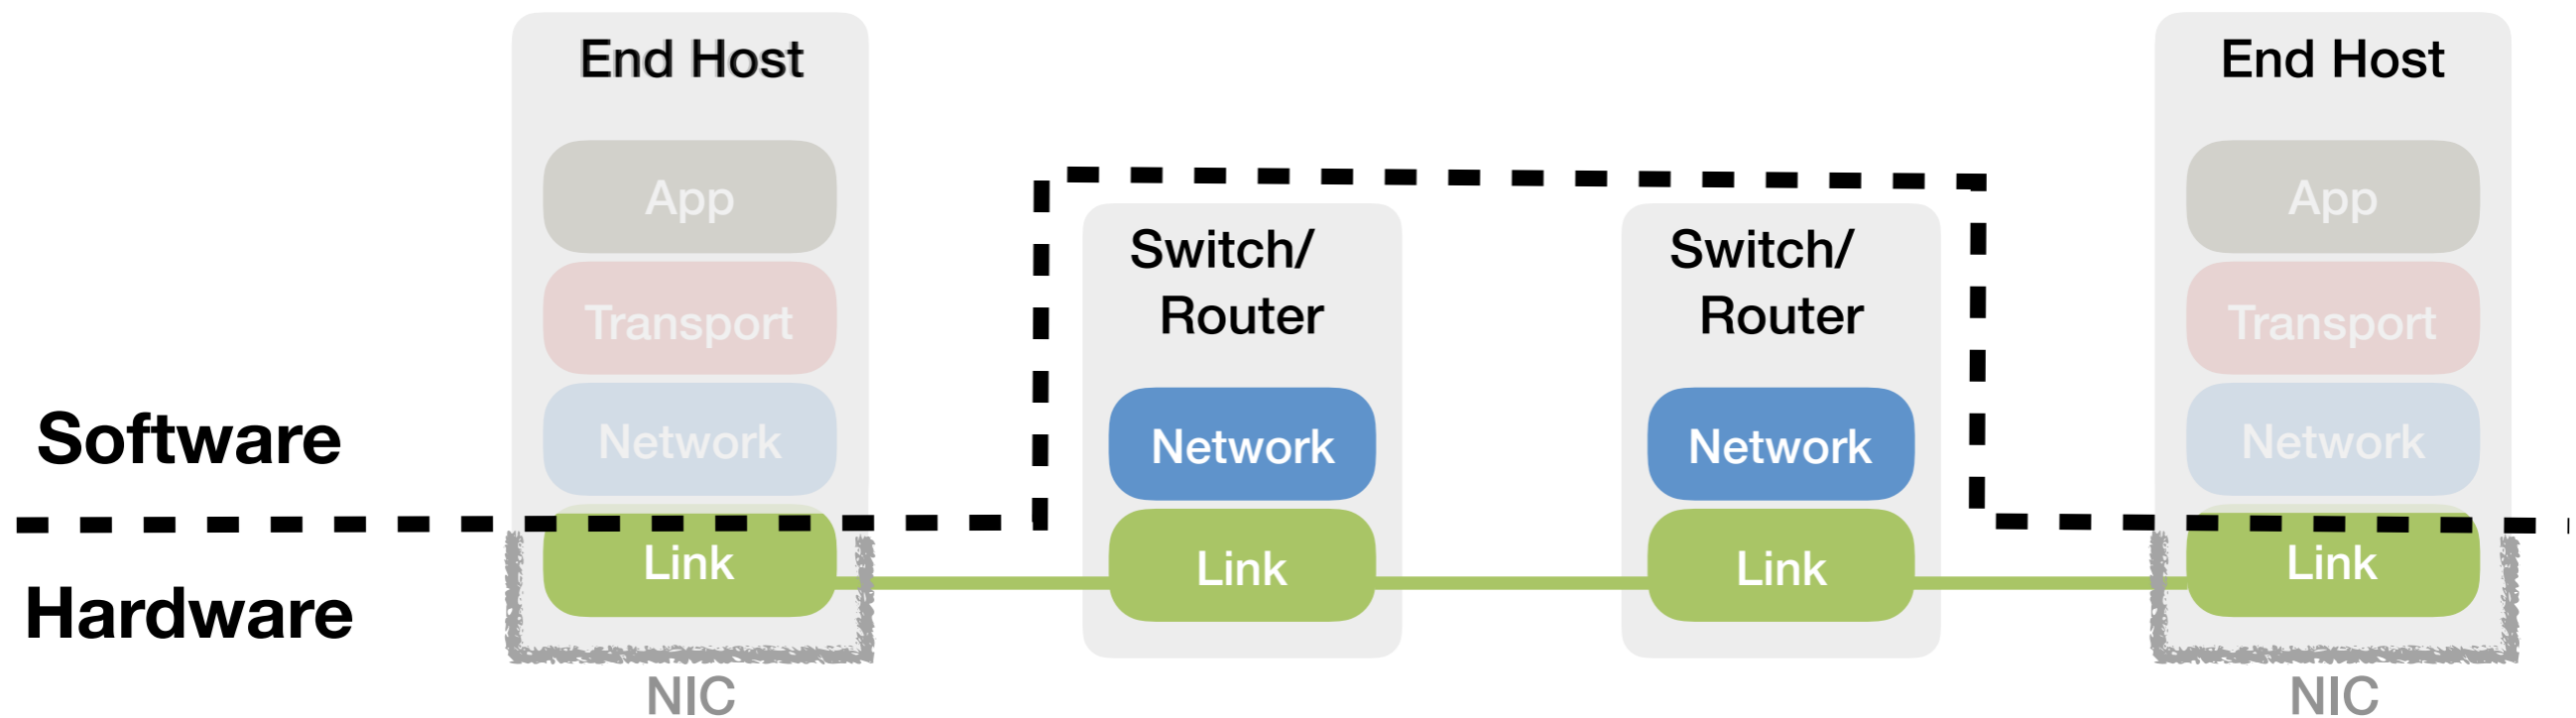 End Host
App
Transport
Network
Link
NIC
Switch/
Router
Network
Link
Switch/
Router
Network
Link
End Host
App
Transport
Network
Link
NIC
Software
Hardware